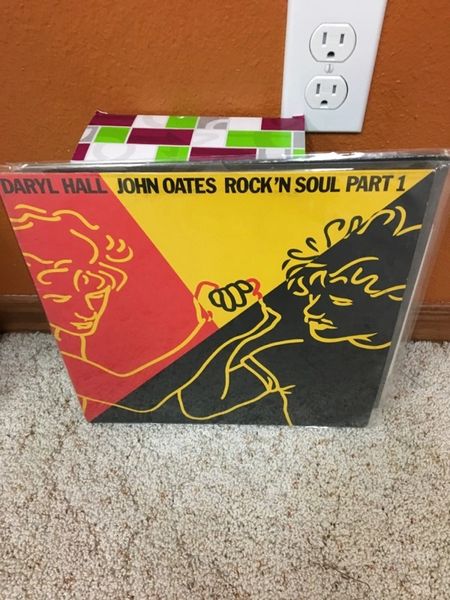 DARYL HALL JOHN OATES ROCK'N SOUL PART 1